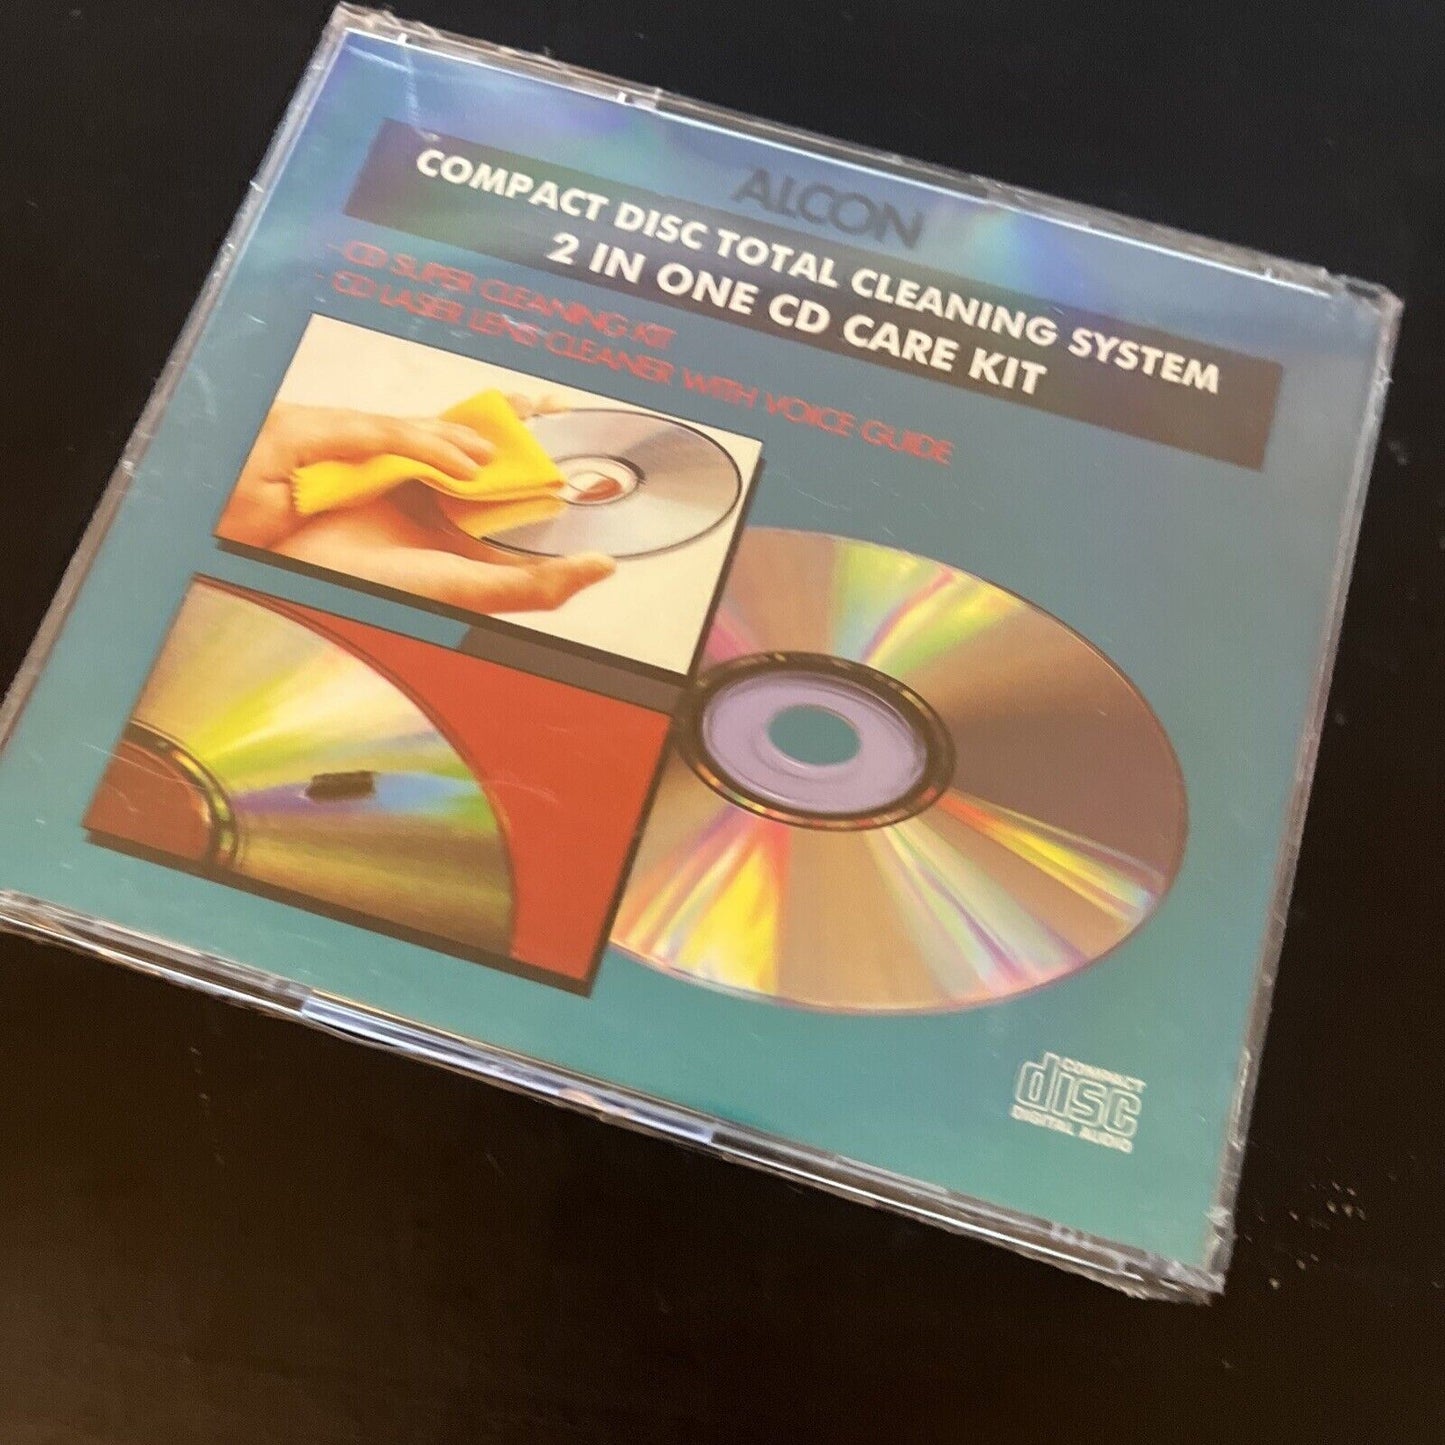 ALCON
COMPACT DISC TOTAL CLEANING SYSTEM
2 IN ONE CD CARE KIT
- CD SUPER CLEANING KIT
- CD LASER LENS CLEANER WITH VOICE GUIDE
COMPACT
disc
DIGITAL AUDIO